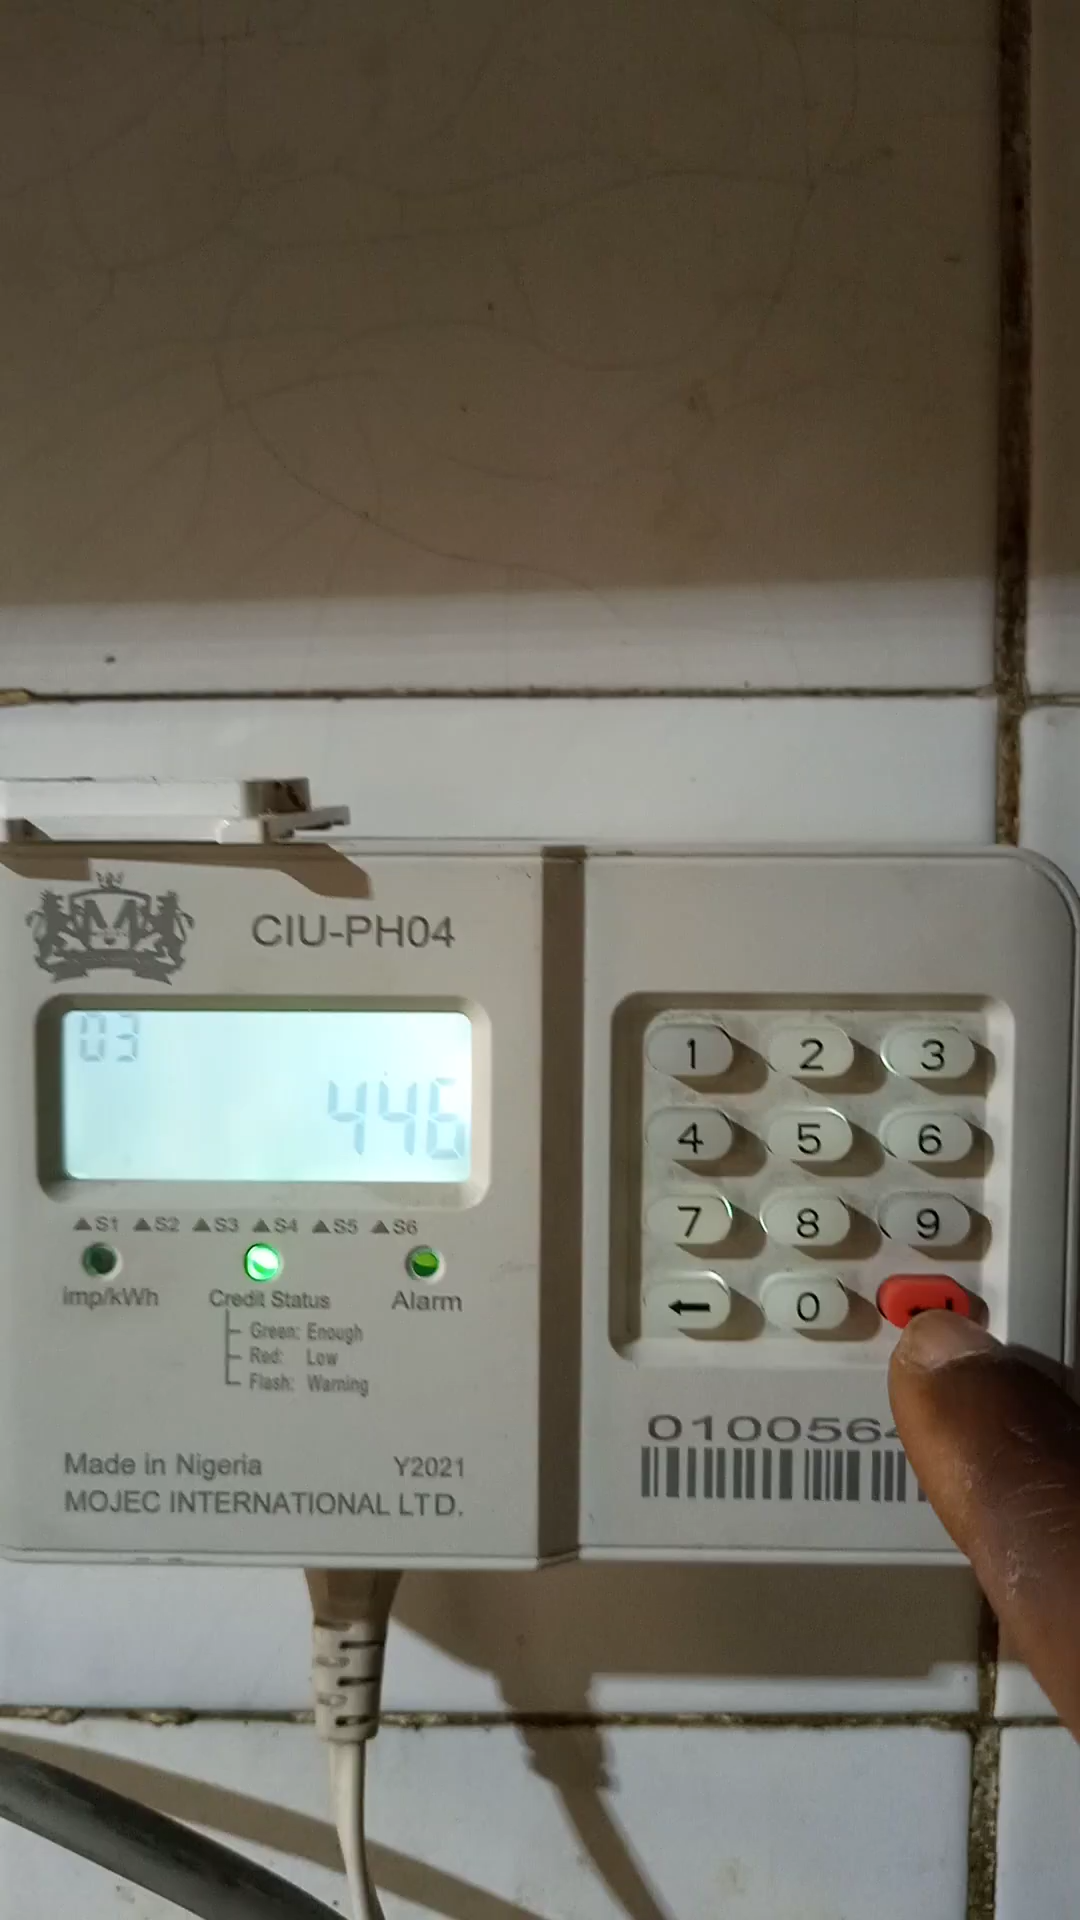 CIU-PH04
03
446
▲S1 ▲S2 ▲S3 ▲S4 ▲S5 ▲S6
imp/kWh Credit Status Alarm
Green: Enough
Red: Low
Flash: Warning
Made in Nigeria Y2021
MOJEC INTERNATIONAL LTD.
1 2 3
4 5 6
7 8 9
← 0 ↵
0100564